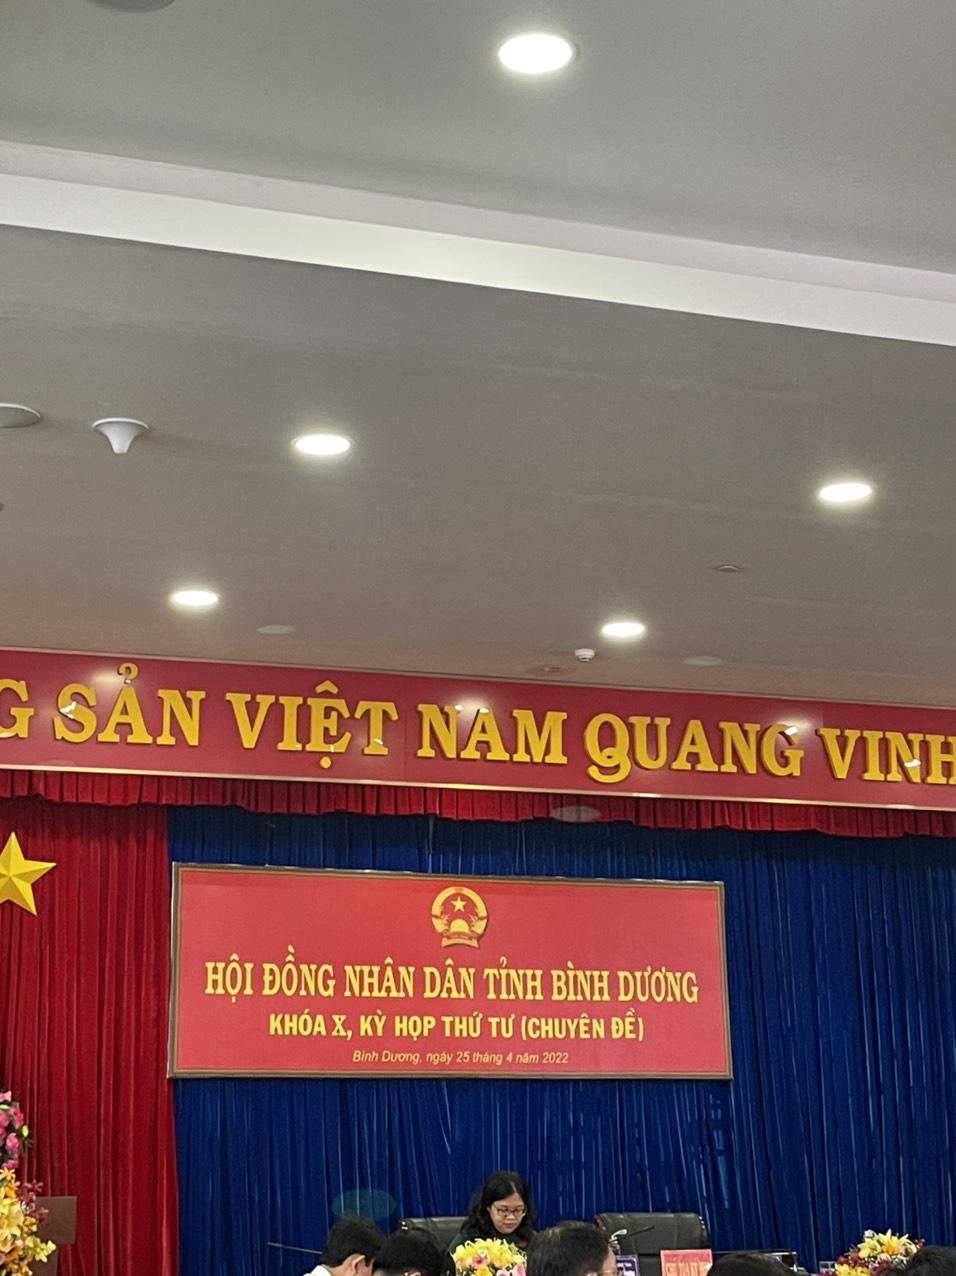 G SẢN VIỆT NAM QUANG VINH
HỘI ĐỒNG NHÂN DÂN TỈNH BÌNH DƯƠNG
KHÓA X, KỲ HỌP THỨ TƯ (CHUYÊN ĐỀ)
Bình Dương, ngày 25 tháng 4 năm 2022